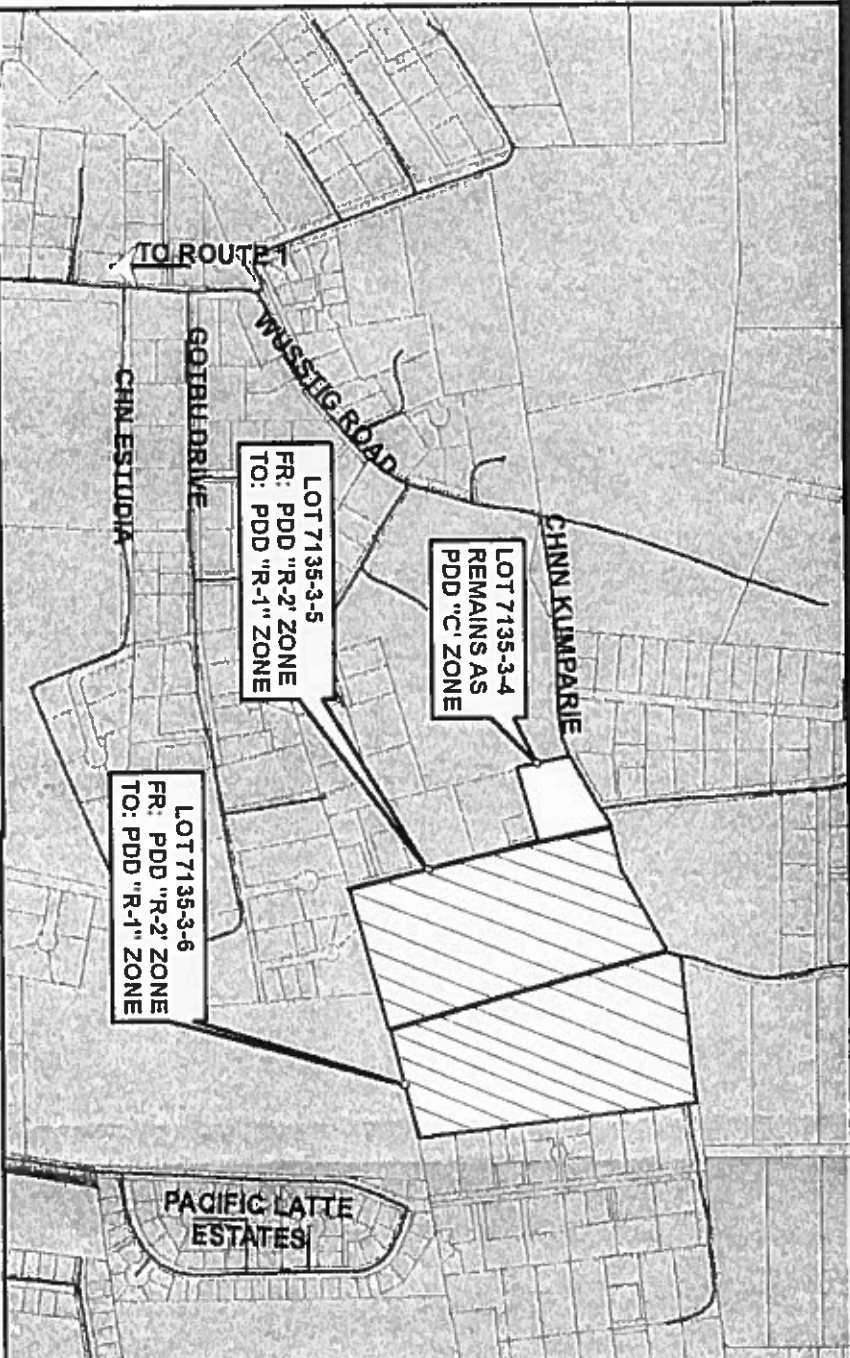 TO ROUTE 1
WUSSTIG ROAD
GOTBU DRIVE
CHN ESTUDIA
CHNN KUMPARIE
LOT 7135-3-4
REMAINS AS
PDD "C' ZONE
LOT 7135-3-5
FR: PDD "R-2' ZONE
TO: PDD "R-1" ZONE
LOT 7135-3-6
FR: PDD "R-2' ZONE
TO: PDD "R-1" ZONE
PACIFIC LATTE
ESTATES